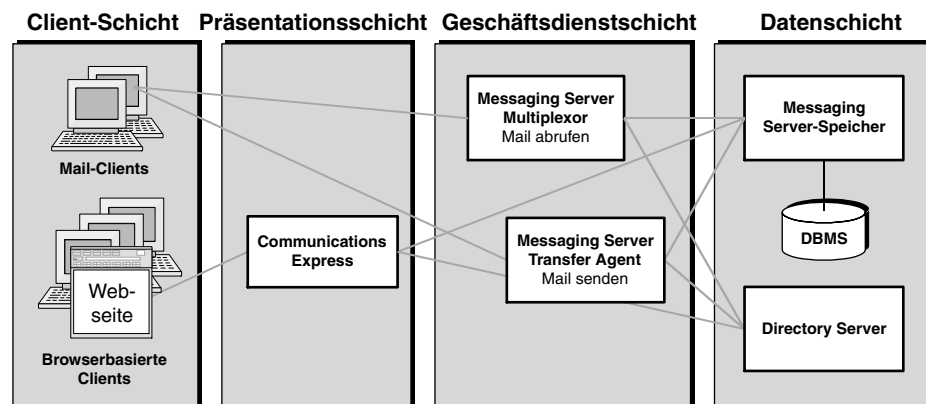 Client-Schicht
Präsentationsschicht
Geschäftsdienstschicht
Datenschicht
Mail-Clients
Web-
seite
Browserbasierte
Clients
Communications
Express
Messaging Server
Multiplexor
Mail abrufen
Messaging Server
Transfer Agent
Mail senden
Messaging
Server-Speicher
DBMS
Directory Server